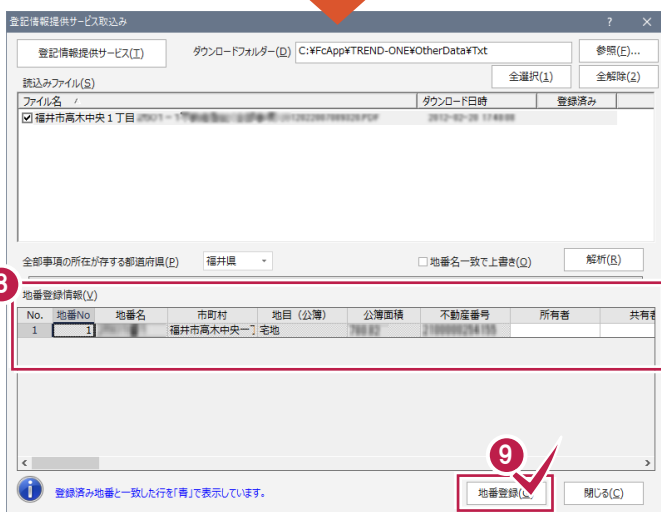 登記情報提供サービス取込み ? ×
登記情報提供サービス(T) ダウンロードフォルダー(D) C:¥FcApp¥TREND-ONE¥OtherData¥Txt 参照(F)...
読込みファイル(S) 全選択(1) 全解除(2)
ファイル名 / ダウンロード日時 登録済み
福井市高木中央1丁目
全部事項の所在が存する都道府県(P) 福井県 地番名一致で上書き(O) 解析(R)
8
地番登録情報(V)
No. 地番No 地番名 市町村 地目(公簿) 公簿面積 不動産番号 所有者 共有者
1 1 福井市高木中央一丁 宅地
9
登録済み地番と一致した行を「青」で表示しています。 地番登録( 閉じる(C)